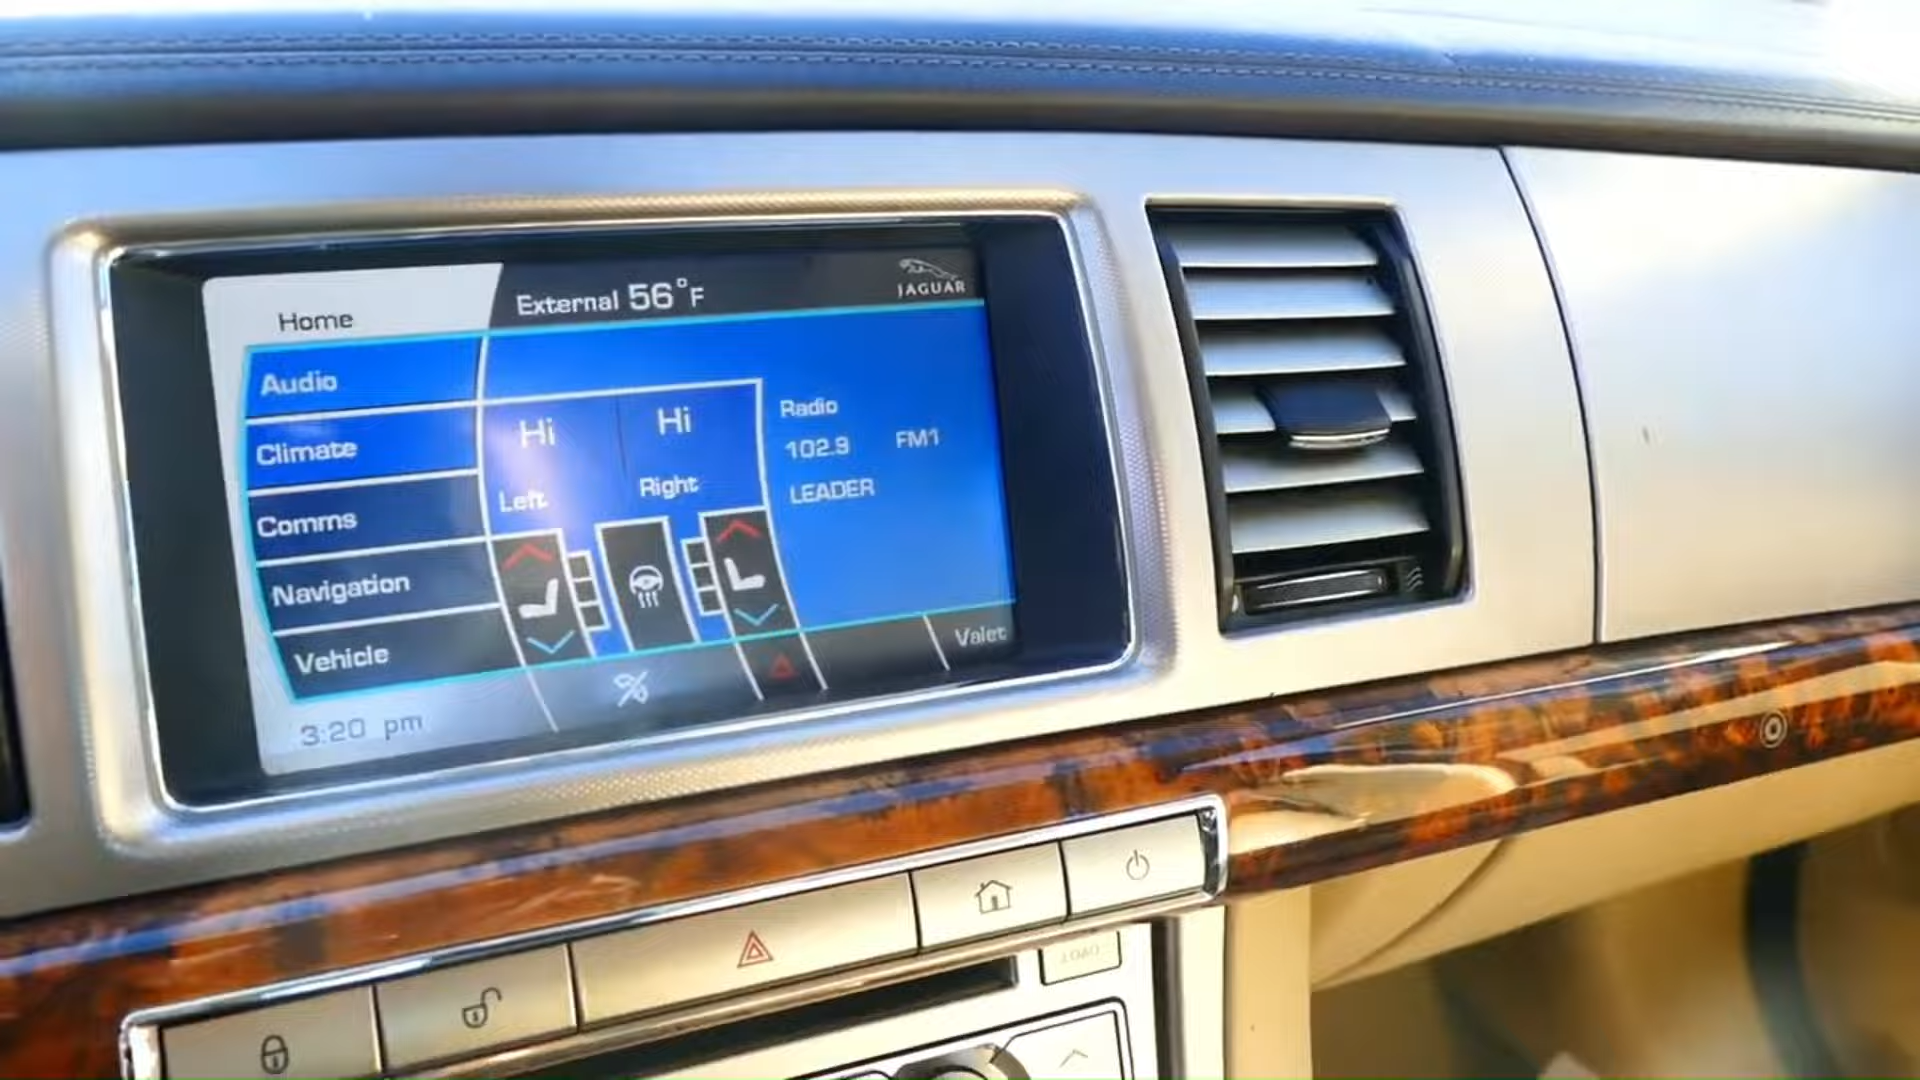 Home
External 56°F
JAGUAR
Audio
Climate
Comms
Navigation
Vehicle
Hi
Hi
Left
Right
Radio
102.9 FM1
LEADER
Valet
3:20 pm
LOAD